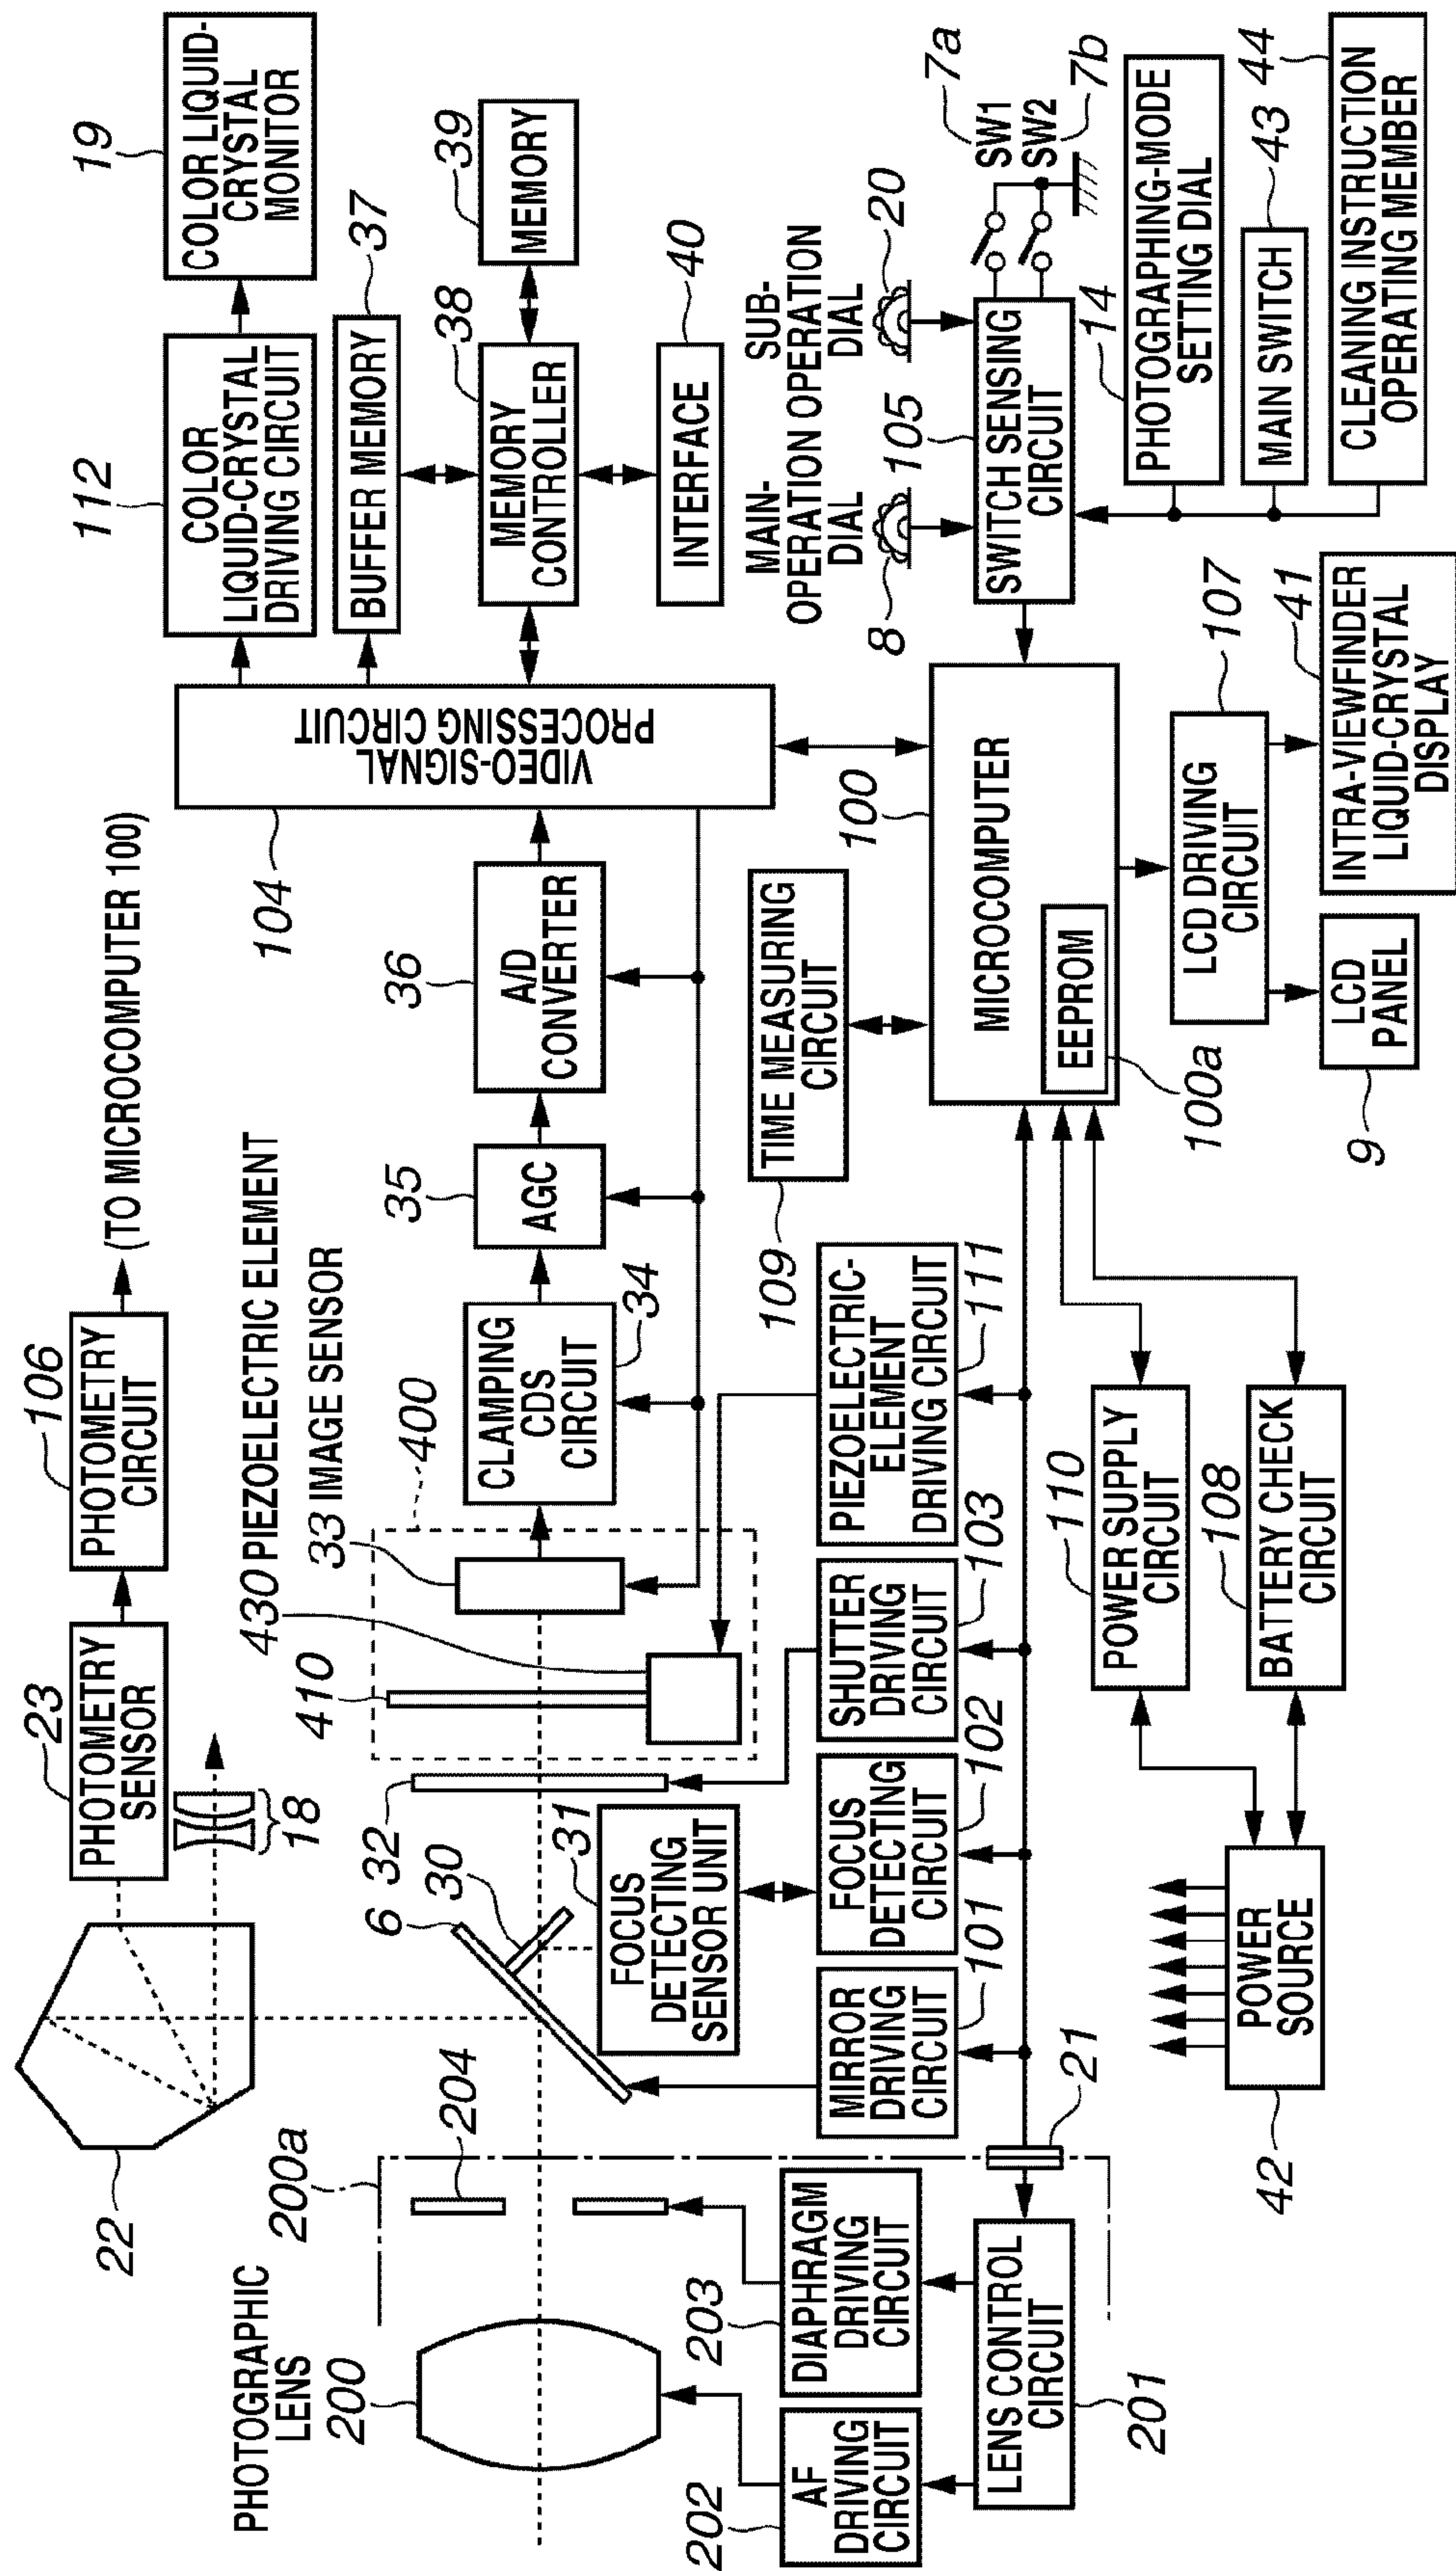 PHOTOGRAPHIC
LENS
200
200a
204
202
AF
DRIVING
CIRCUIT
203
DIAPHRAGM
DRIVING
CIRCUIT
LENS CONTROL
CIRCUIT
201
21
22
23
PHOTOMETRY
SENSOR
18
106
PHOTOMETRY
CIRCUIT
(TO MICROCOMPUTER 100)
6
30
31
FOCUS
DETECTING
SENSOR UNIT
32
410
430 PIEZOELECTRIC ELEMENT
33 IMAGE SENSOR
400
CLAMPING
CDS
CIRCUIT
34
35
AGC
36
A/D
CONVERTER
104
VIDEO-SIGNAL
PROCESSING CIRCUIT
112
COLOR
LIQUID-CRYSTAL
DRIVING CIRCUIT
19
COLOR LIQUID-
CRYSTAL
MONITOR
BUFFER MEMORY
37
MEMORY
CONTROLLER
38
39
MEMORY
INTERFACE
40
MIRROR
DRIVING
CIRCUIT
101
FOCUS
DETECTING
CIRCUIT
102
SHUTTER
DRIVING
CIRCUIT
103
PIEZOELECTRIC-
ELEMENT
DRIVING CIRCUIT
111
109
TIME MEASURING
CIRCUIT
100
MICROCOMPUTER
EEPROM
100a
MAIN-
OPERATION
DIAL
8
SUB-
OPERATION
DIAL
20
105
SWITCH SENSING
CIRCUIT
7a
SW1
SW2
7b
14
PHOTOGRAPHING-MODE
SETTING DIAL
MAIN SWITCH
43
44
CLEANING INSTRUCTION
OPERATING MEMBER
LCD DRIVING
CIRCUIT
107
LCD
PANEL
9
41
INTRA-VIEWFINDER
LIQUID-CRYSTAL
DISPLAY
110
POWER SUPPLY
CIRCUIT
108
BATTERY CHECK
CIRCUIT
POWER
SOURCE
42